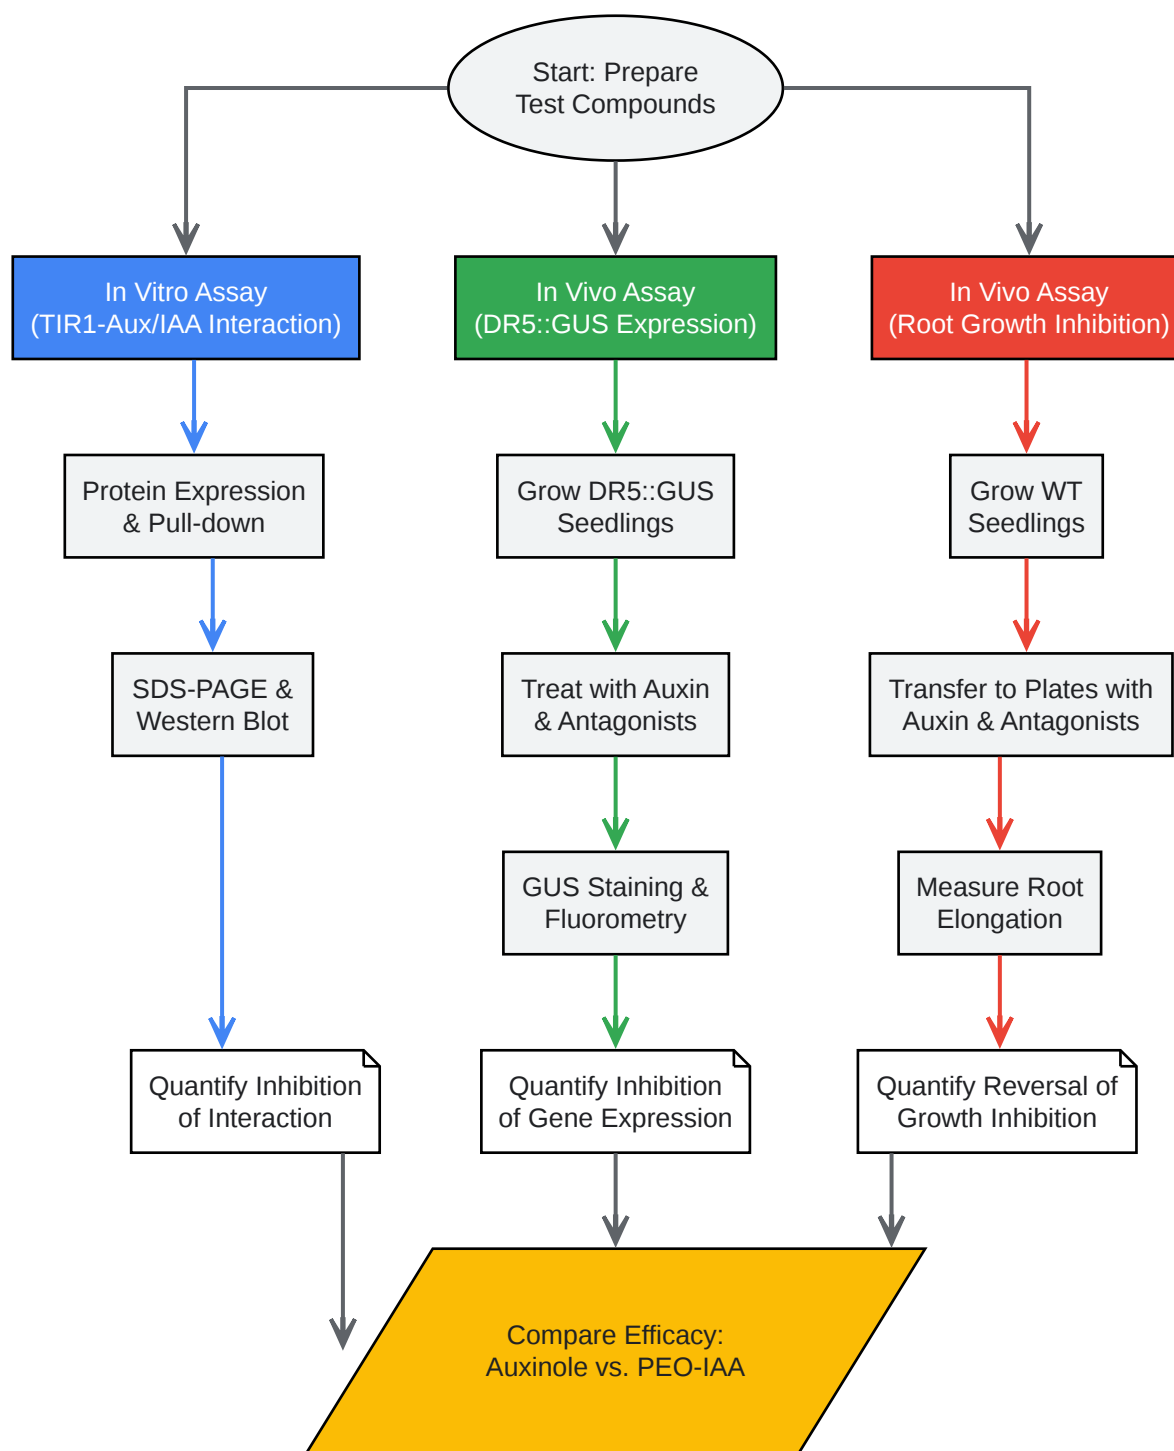 Start: Prepare
Test Compounds
In Vitro Assay
(TIR1-Aux/IAA Interaction)
In Vivo Assay
(DR5::GUS Expression)
In Vivo Assay
(Root Growth Inhibition)
Protein Expression
& Pull-down
Grow DR5::GUS
Seedlings
Grow WT
Seedlings
SDS-PAGE &
Western Blot
Treat with Auxin
& Antagonists
Transfer to Plates with
Auxin & Antagonists
GUS Staining &
Fluorometry
Measure Root
Elongation
Quantify Inhibition
of Interaction
Quantify Inhibition
of Gene Expression
Quantify Reversal of
Growth Inhibition
Compare Efficacy:
Auxinole vs. PEO-IAA